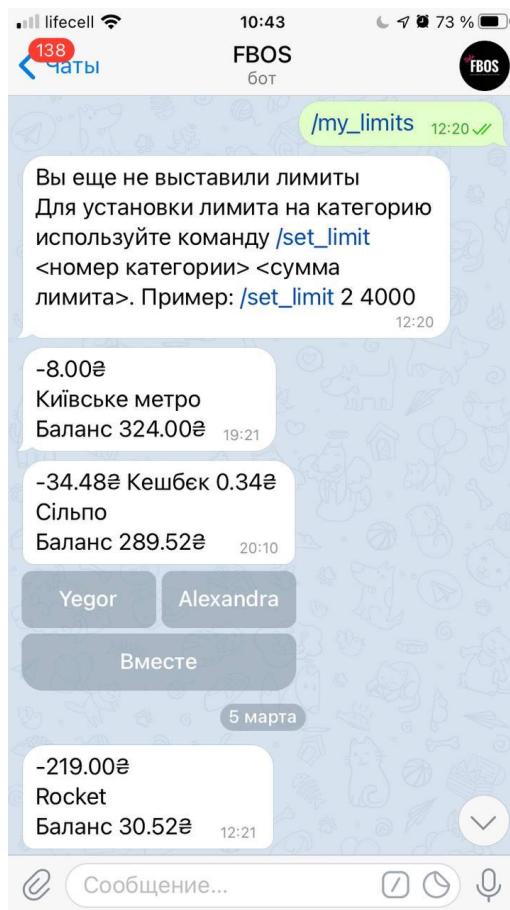 lifecell 10:43 73 %
138
Чаты
FBOS
бот
FBOS
/my_limits 12:20
Вы еще не выставили лимиты
Для установки лимита на категорию
используйте команду /set_limit
<номер категории> <сумма
лимита>. Пример: /set_limit 2 4000
12:20
-8.00₴
Київське метро
Баланс 324.00₴ 19:21
-34.48₴ Кешбєк 0.34₴
Сільпо
Баланс 289.52₴ 20:10
Yegor Alexandra
Вместе
5 марта
-219.00₴
Rocket
Баланс 30.52₴ 12:21
Сообщение...